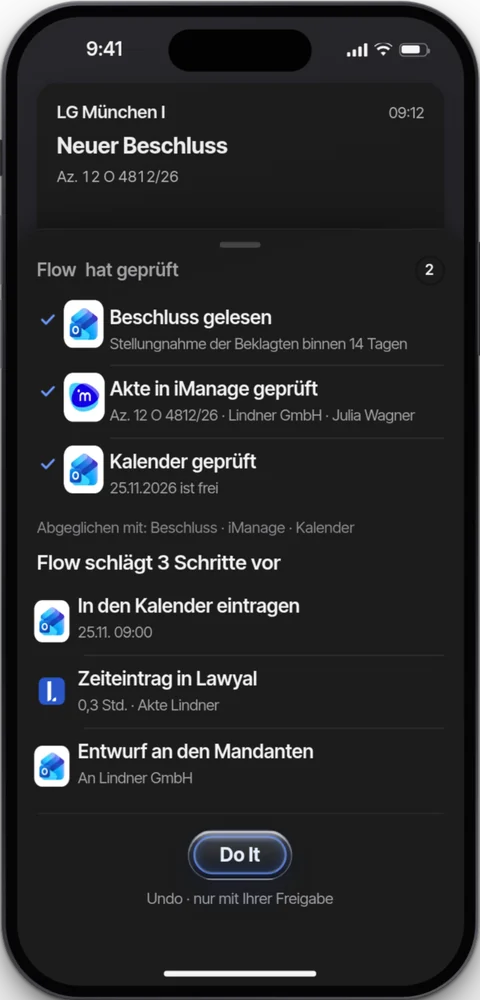 9:41
LG München I
09:12
Neuer Beschluss
Az. 12 O 4812/26
Flow hat geprüft
2
Beschluss gelesen
Stellungnahme der Beklagten binnen 14 Tagen
Akte in iManage geprüft
Az. 12 O 4812/26 · Lindner GmbH · Julia Wagner
Kalender geprüft
25.11.2026 ist frei
Abgeglichen mit: Beschluss · iManage · Kalender
Flow schlägt 3 Schritte vor
In den Kalender eintragen
25.11. 09:00
Zeiteintrag in Lawyal
0,3 Std. · Akte Lindner
Entwurf an den Mandanten
An Lindner GmbH
Do It
Undo · nur mit Ihrer Freigabe